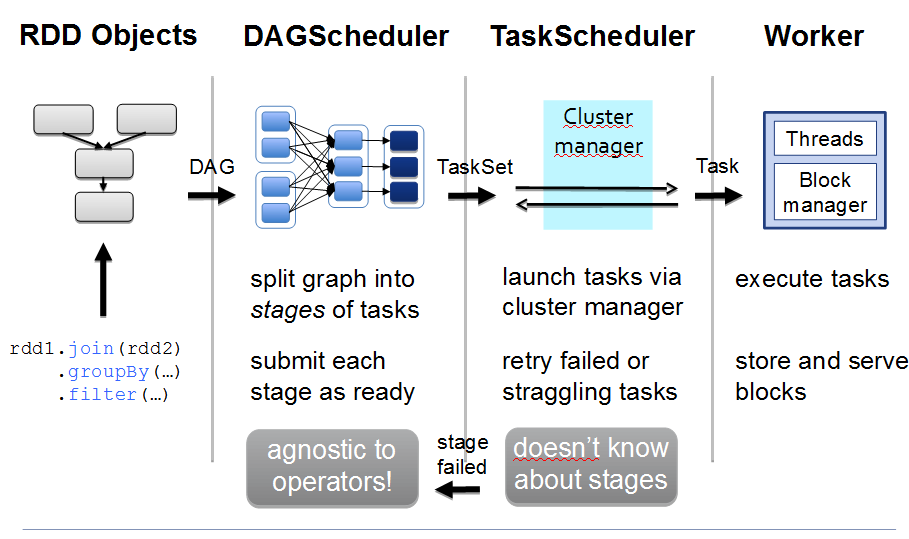 RDD Objects
DAGScheduler
TaskScheduler
Worker
DAG
TaskSet
Cluster
manager
Task
Threads
Block
manager
rdd1.join(rdd2)
.groupBy(…)
.filter(…)
split graph into
stages of tasks
submit each
stage as ready
launch tasks via
cluster manager
retry failed or
straggling tasks
execute tasks
store and serve
blocks
agnostic to
operators!
stage
failed
doesn’t know
about stages